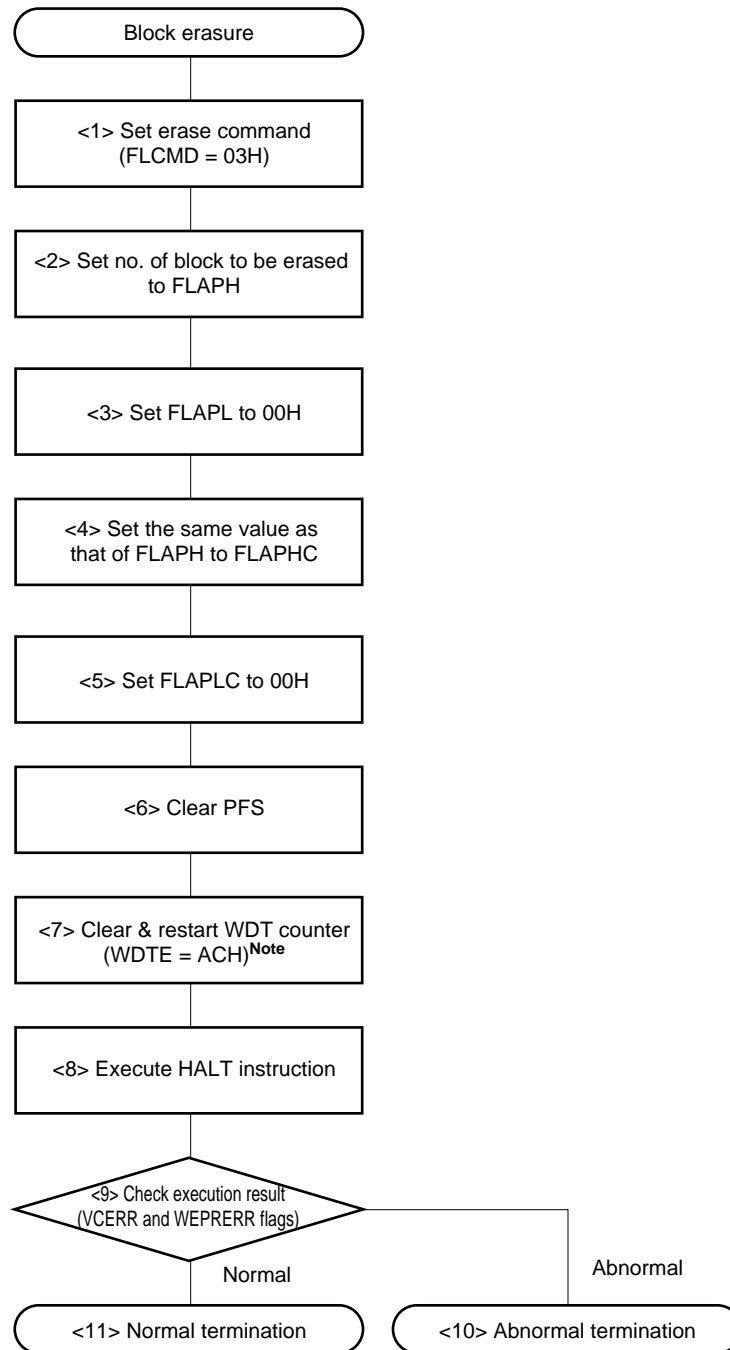 Block erasure
<1> Set erase command
(FLCMD = 03H)
<2> Set no. of block to be erased
to FLAPH
<3> Set FLAPL to 00H
<4> Set the same value as
that of FLAPH to FLAPHC
<5> Set FLAPLC to 00H
<6> Clear PFS
<7> Clear & restart WDT counter
(WDTE = ACH)Note
<8> Execute HALT instruction
<9> Check execution result
(VCERR and WEPRERR flags)
Normal
Abnormal
<11> Normal termination
<10> Abnormal termination